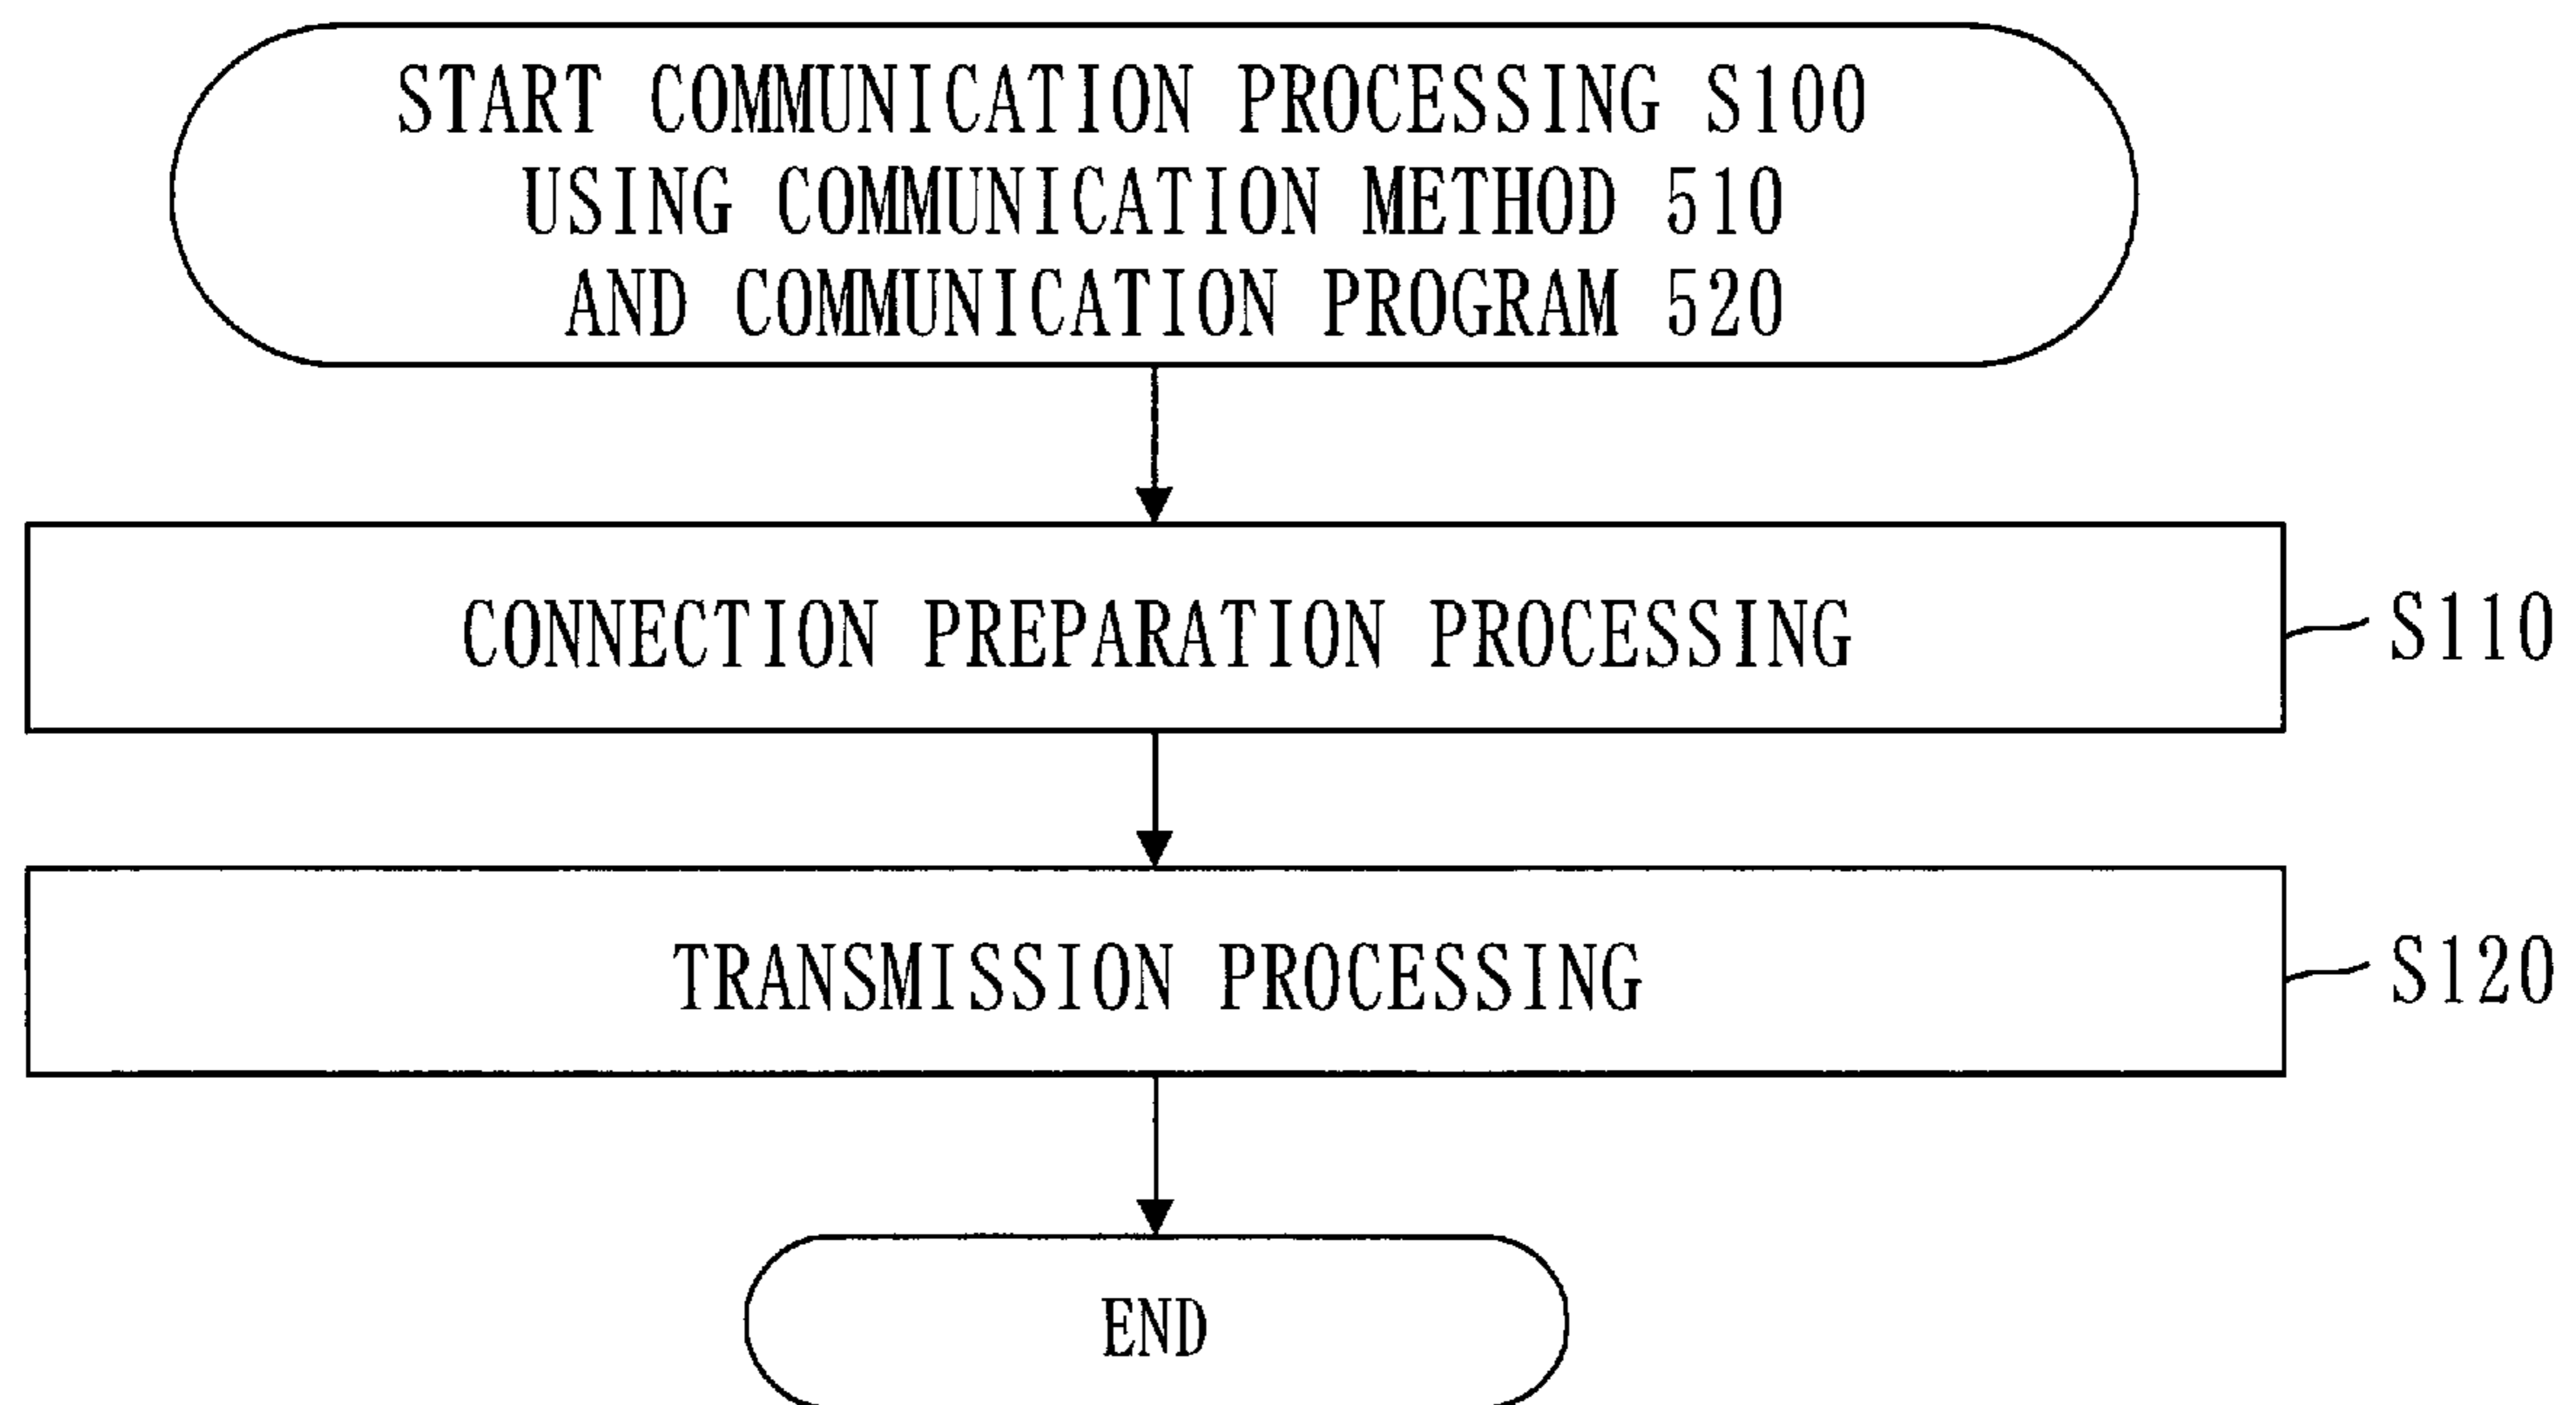 START COMMUNICATION PROCESSING S100
USING COMMUNICATION METHOD 510
AND COMMUNICATION PROGRAM 520
CONNECTION PREPARATION PROCESSING
S110
TRANSMISSION PROCESSING
S120
END